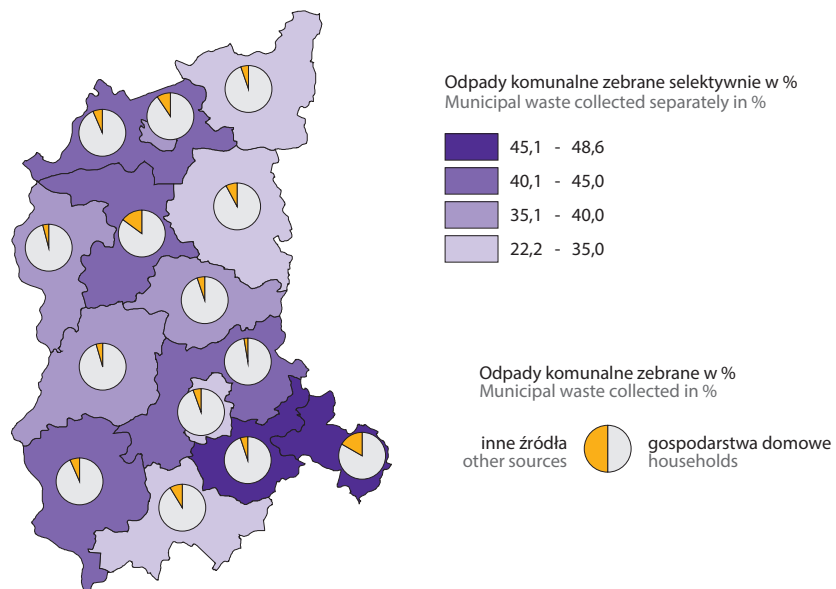 Odpady komunalne zebrane selektywnie w %
Municipal waste collected separately in %
45,1 - 48,6
40,1 - 45,0
35,1 - 40,0
22,2 - 35,0
Odpady komunalne zebrane w %
Municipal waste collected in %
inne źródła
other sources
gospodarstwa domowe
households